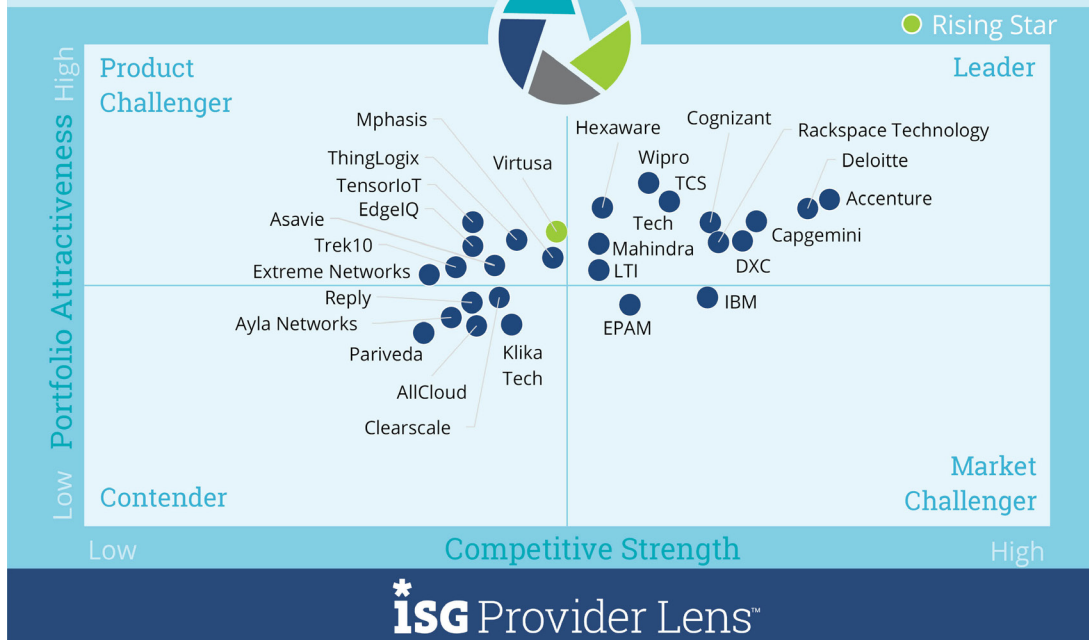 Rising Star
Product
Challenger
Leader
High
Portfolio Attractiveness
Low
Mphasis
ThingLogix
TensorIoT
EdgeIQ
Asavie
Trek10
Extreme Networks
Virtusa
Hexaware
Cognizant
Rackspace Technology
Wipro
Deloitte
TCS
Accenture
Tech
Mahindra
Capgemini
LTI
DXC
Reply
Ayla Networks
Pariveda
AllCloud
Clearscale
Klika
Tech
EPAM
IBM
Contender
Market
Challenger
Low
Competitive Strength
High
ISG Provider Lens™